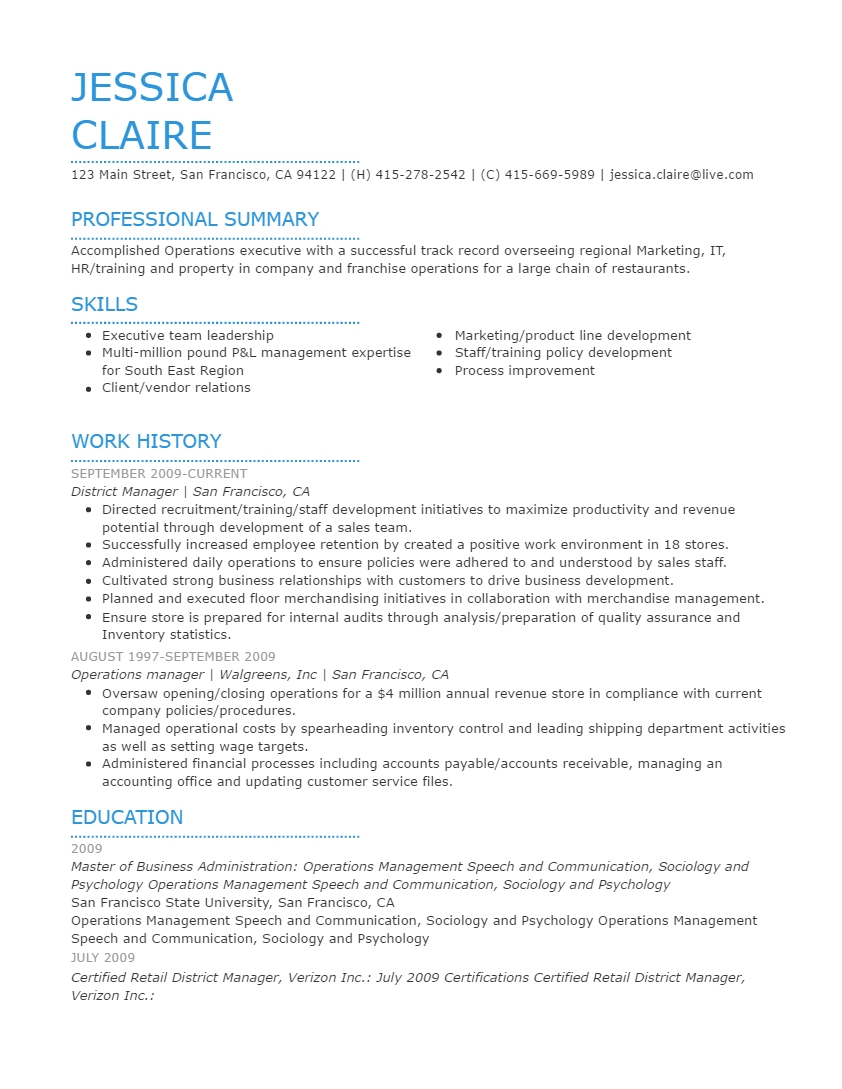 JESSICA
CLAIRE
123 Main Street, San Francisco, CA 94122 | (H) 415-278-2542 | (C) 415-669-5989 | jessica.claire@live.com
PROFESSIONAL SUMMARY
Accomplished Operations executive with a successful track record overseeing regional Marketing, IT,
HR/training and property in company and franchise operations for a large chain of restaurants.
SKILLS
• Executive team leadership
• Multi-million pound P&L management expertise
for South East Region
• Client/vendor relations
• Marketing/product line development
• Staff/training policy development
• Process improvement
WORK HISTORY
SEPTEMBER 2009-CURRENT
District Manager | San Francisco, CA
• Directed recruitment/training/staff development initiatives to maximize productivity and revenue
potential through development of a sales team.
• Successfully increased employee retention by created a positive work environment in 18 stores.
• Administered daily operations to ensure policies were adhered to and understood by sales staff.
• Cultivated strong business relationships with customers to drive business development.
• Planned and executed floor merchandising initiatives in collaboration with merchandise management.
• Ensure store is prepared for internal audits through analysis/preparation of quality assurance and
Inventory statistics.
AUGUST 1997-SEPTEMBER 2009
Operations manager | Walgreens, Inc | San Francisco, CA
• Oversaw opening/closing operations for a $4 million annual revenue store in compliance with current
company policies/procedures.
• Managed operational costs by spearheading inventory control and leading shipping department activities
as well as setting wage targets.
• Administered financial processes including accounts payable/accounts receivable, managing an
accounting office and updating customer service files.
EDUCATION
2009
Master of Business Administration: Operations Management Speech and Communication, Sociology and
Psychology Operations Management Speech and Communication, Sociology and Psychology
San Francisco State University, San Francisco, CA
Operations Management Speech and Communication, Sociology and Psychology Operations Management
Speech and Communication, Sociology and Psychology
JULY 2009
Certified Retail District Manager, Verizon Inc.: July 2009 Certifications Certified Retail District Manager,
Verizon Inc.: